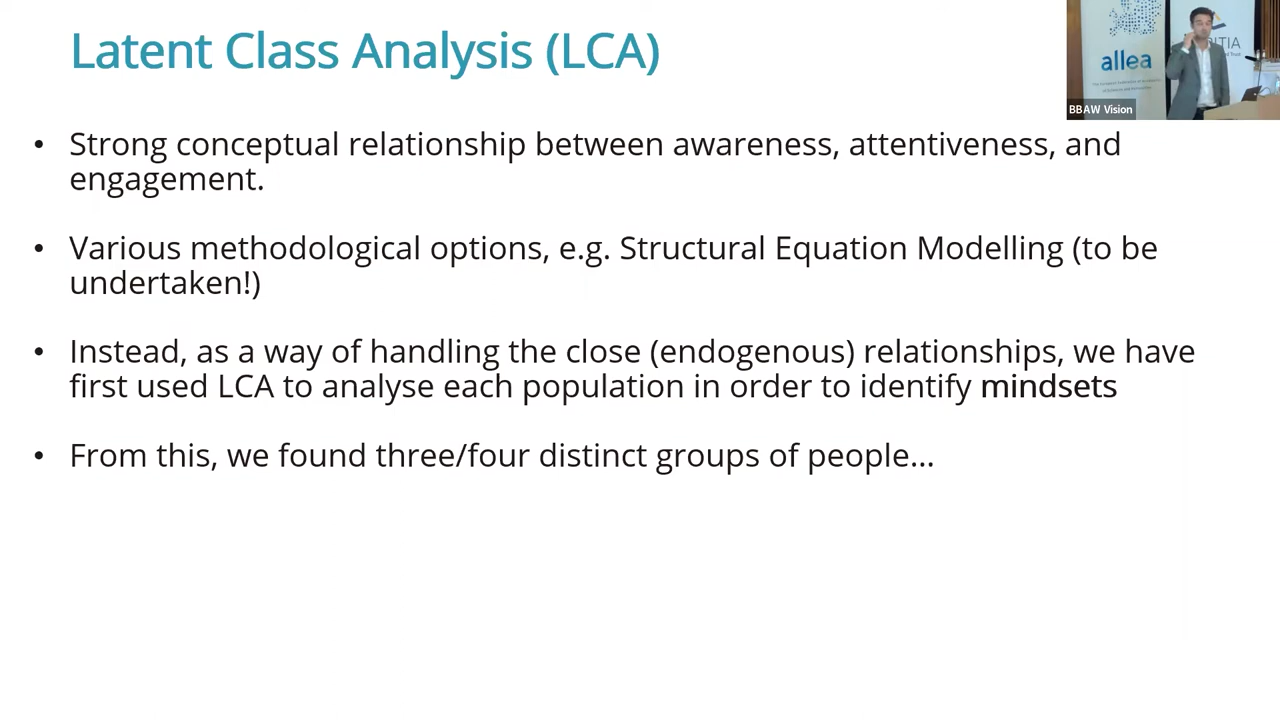 Latent Class Analysis (LCA)
allea
RITIA
BBAW Vision
• Strong conceptual relationship between awareness, attentiveness, and
engagement.
• Various methodological options, e.g. Structural Equation Modelling (to be
undertaken!)
• Instead, as a way of handling the close (endogenous) relationships, we have
first used LCA to analyse each population in order to identify mindsets
• From this, we found three/four distinct groups of people...